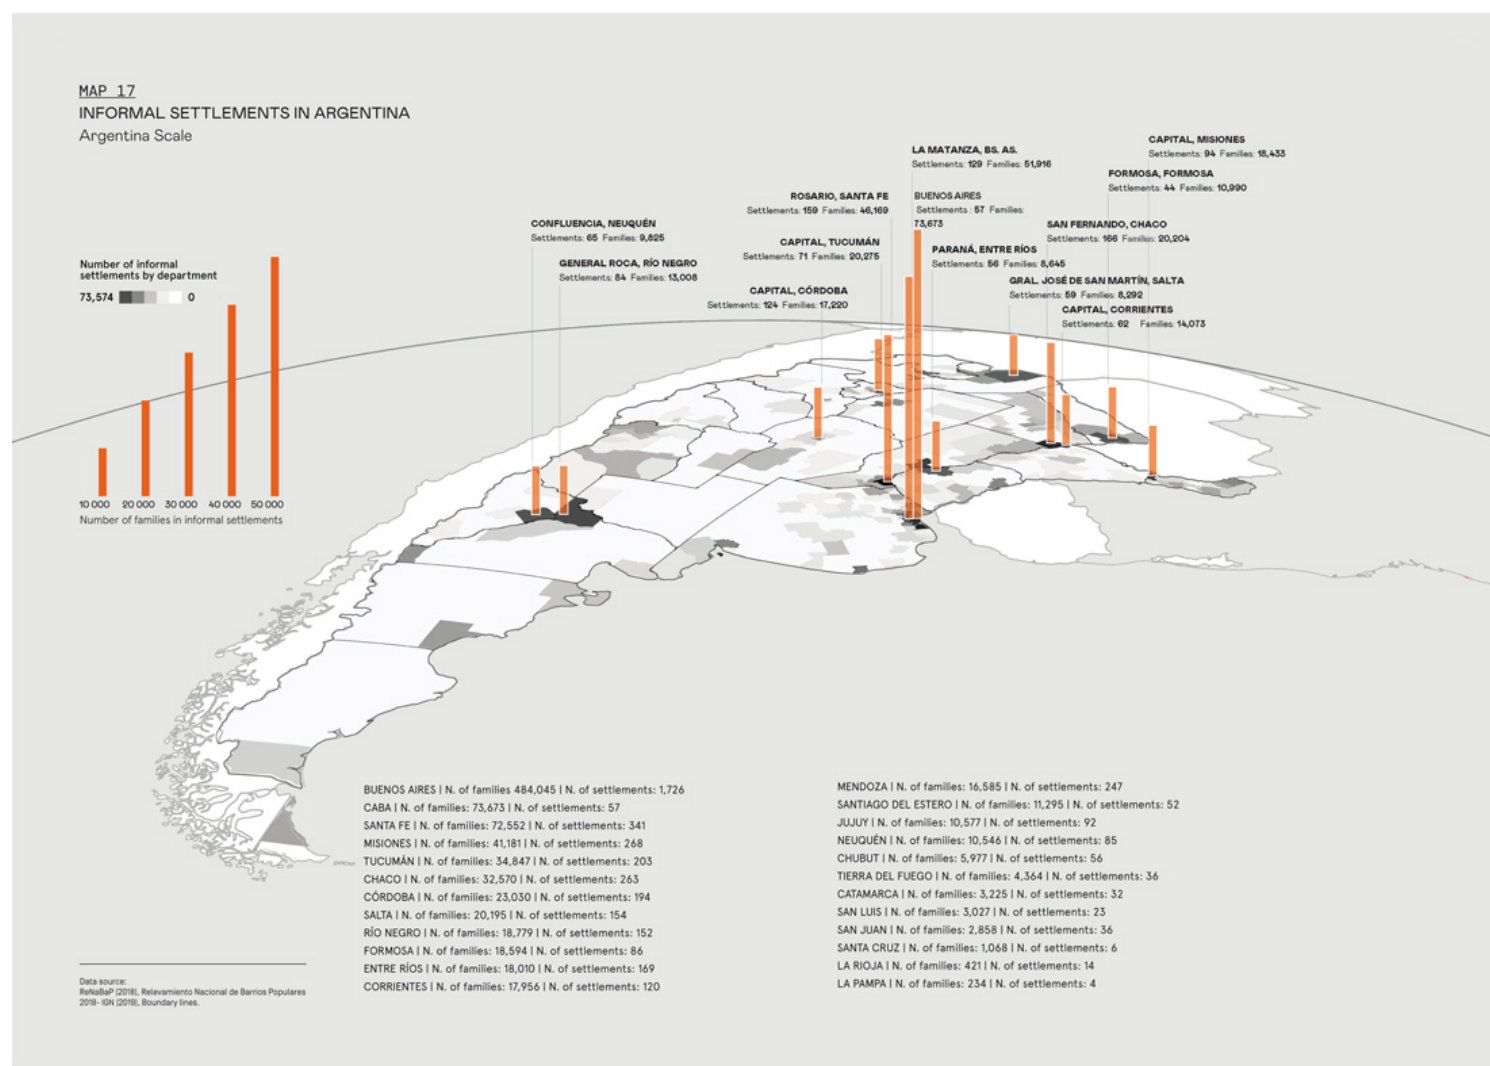 MAP 17
INFORMAL SETTLEMENTS IN ARGENTINA
Argentina Scale
Number of informal
settlements by department
73,574 0
10 000 20 000 30 000 40 000 50 000
Number of families in informal settlements
CONFLUENCIA, NEUQUÉN
Settlements: 65 Families: 9,825
GENERAL ROCA, RÍO NEGRO
Settlements: 84 Families: 13,008
ROSARIO, SANTA FE
Settlements: 159 Families: 46,169
CAPITAL, TUCUMÁN
Settlements: 71 Families: 20,275
CAPITAL, CÓRDOBA
Settlements: 124 Families: 17,220
LA MATANZA, BS. AS.
Settlements: 129 Families: 51,916
BUENOS AIRES
Settlements : 57 Families:
73,673
PARANÁ, ENTRE RÍOS
Settlements: 56 Families: 8,645
CAPITAL, MISIONES
Settlements: 94 Families: 18,433
FORMOSA, FORMOSA
Settlements: 44 Families: 10,990
SAN FERNANDO, CHACO
Settlements: 166 Families: 20,204
GRAL. JOSÉ DE SAN MARTÍN, SALTA
Settlements: 59 Families: 8,292
CAPITAL, CORRIENTES
Settlements: 62 Families: 14,073
BUENOS AIRES | N. of families 484,045 | N. of settlements: 1,726
CABA | N. of families: 73,673 | N. of settlements: 57
SANTA FE | N. of families: 72,552 | N. of settlements: 341
MISIONES | N. of families: 41,181 | N. of settlements: 268
TUCUMÁN | N. of families: 34,847 | N. of settlements: 203
CHACO | N. of families: 32,570 | N. of settlements: 263
CÓRDOBA | N. of families: 23,030 | N. of settlements: 194
SALTA | N. of families: 20,195 | N. of settlements: 154
RÍO NEGRO | N. of families: 18,779 | N. of settlements: 152
FORMOSA | N. of families: 18,594 | N. of settlements: 86
ENTRE RÍOS | N. of families: 18,010 | N. of settlements: 169
CORRIENTES | N. of families: 17,956 | N. of settlements: 120
MENDOZA | N. of families: 16,585 | N. of settlements: 247
SANTIAGO DEL ESTERO | N. of families: 11,295 | N. of settlements: 52
JUJUY | N. of families: 10,577 | N. of settlements: 92
NEUQUÉN | N. of families: 10,546 | N. of settlements: 85
CHUBUT | N. of families: 5,977 | N. of settlements: 56
TIERRA DEL FUEGO | N. of families: 4,364 | N. of settlements: 36
CATAMARCA | N. of families: 3,225 | N. of settlements: 32
SAN LUIS | N. of families: 3,027 | N. of settlements: 23
SAN JUAN | N. of families: 2,858 | N. of settlements: 36
SANTA CRUZ | N. of families: 1,068 | N. of settlements: 6
LA RIOJA | N. of families: 421 | N. of settlements: 14
LA PAMPA | N. of families: 234 | N. of settlements: 4
Data source:
ReNaBaP (2018), Relevamiento Nacional de Barrios Populares
2018- IGN (2019), Boundary lines.